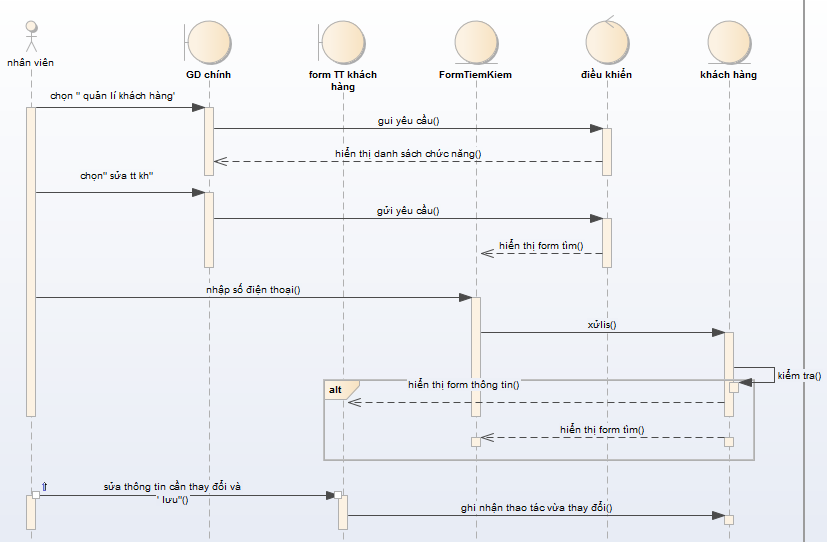 nhân viên
GD chính
form TT khách
hàng
FormTiemKiem
điều khiển
khách hàng
chọn " quản lí khách hàng'
gui yêu cầu()
hiển thị danh sách chức năng()
chọn" sửa tt kh"
gửi yêu cầu()
hiển thị form tìm()
nhập số điện thoại()
xửlis()
kiểm tra()
alt
hiển thị form thông tin()
hiển thị form tìm()
sửa thông tin cần thay đổi và
' lưu"()
ghi nhận thao tác vừa thay đổi()